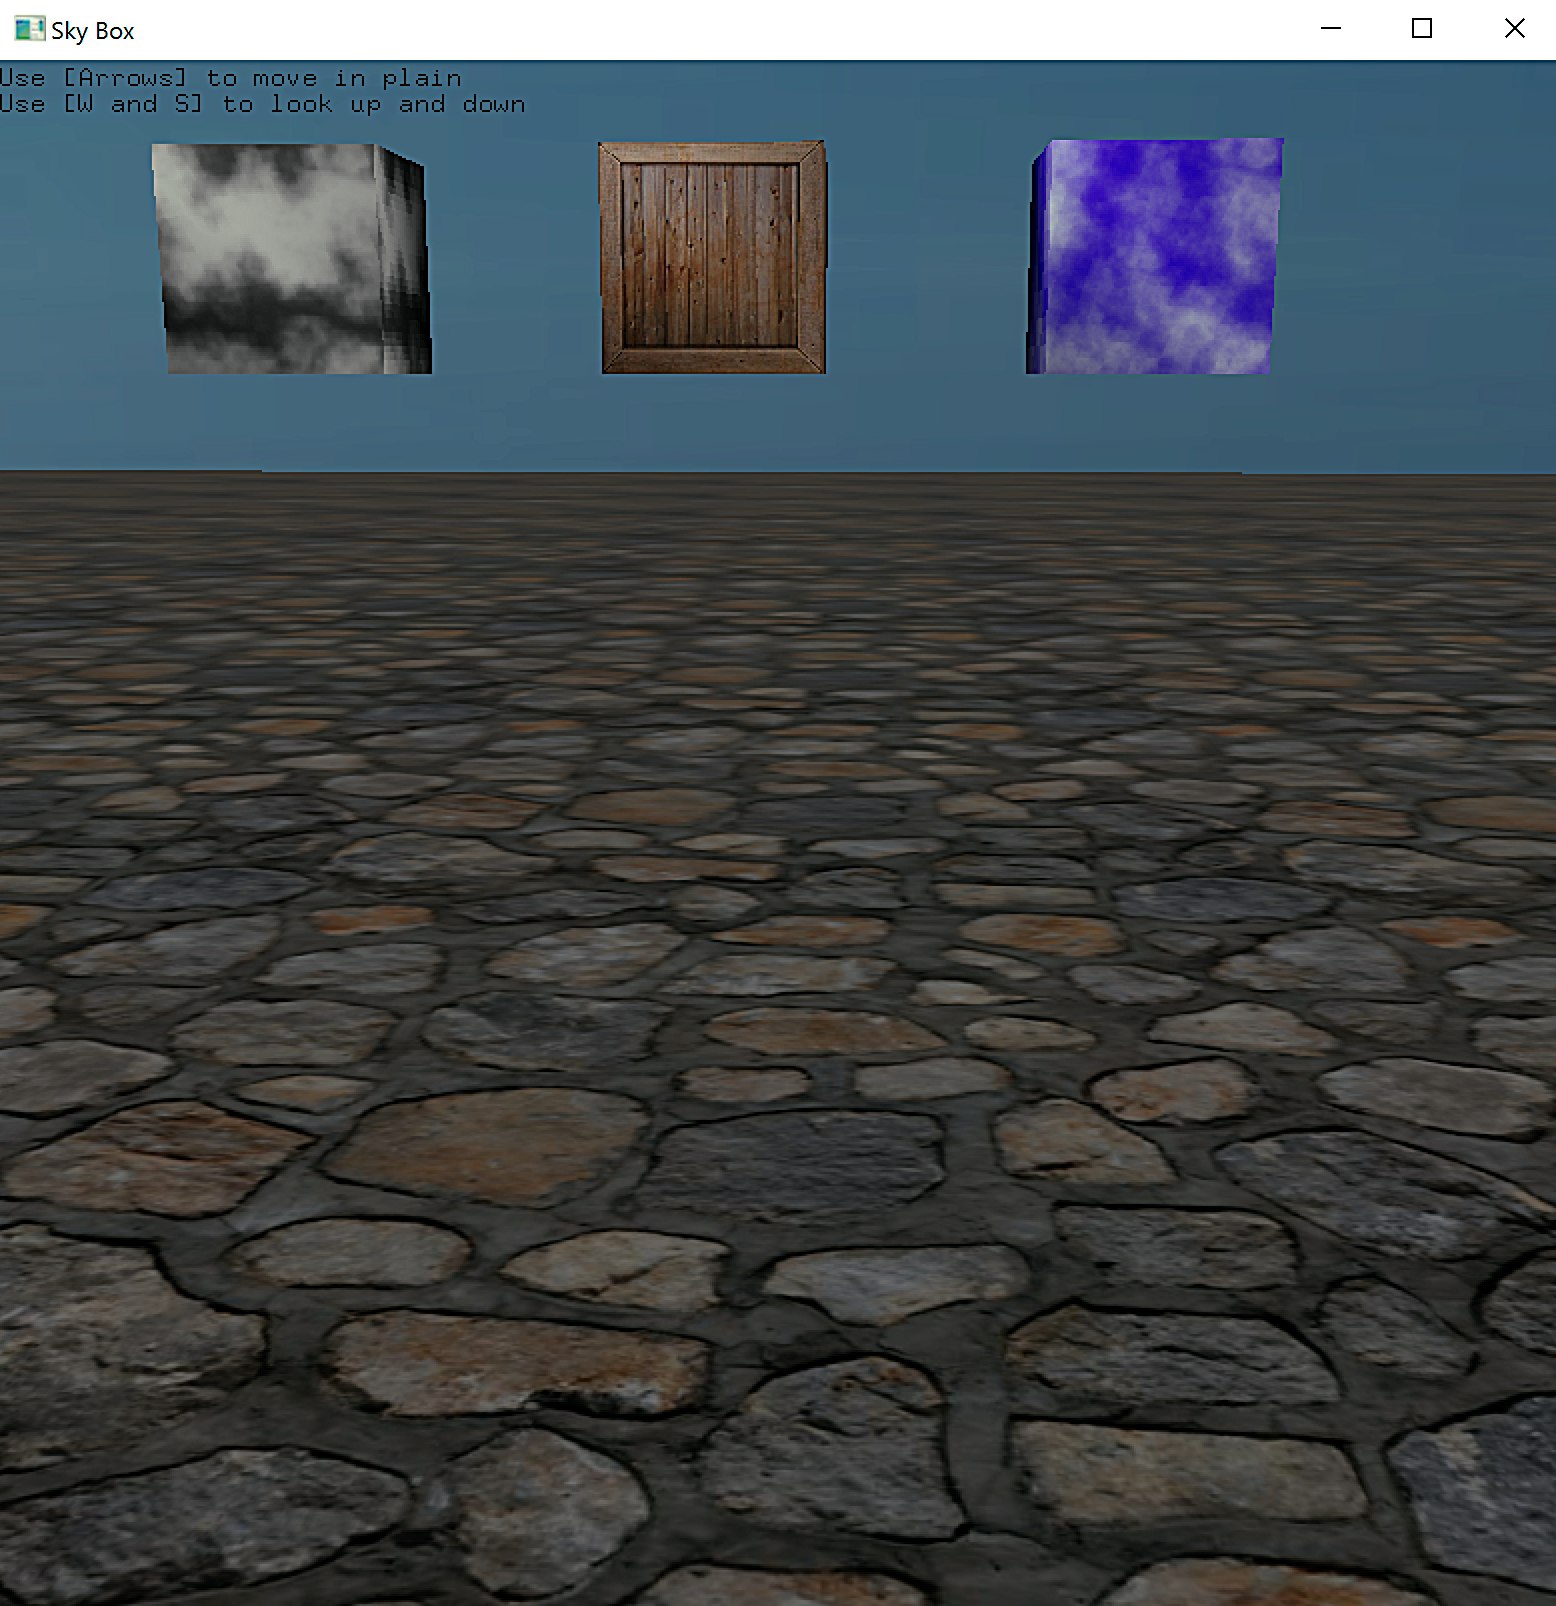 Sky Box
Use [Arrows] to move in plain
Use [W and S] to look up and down